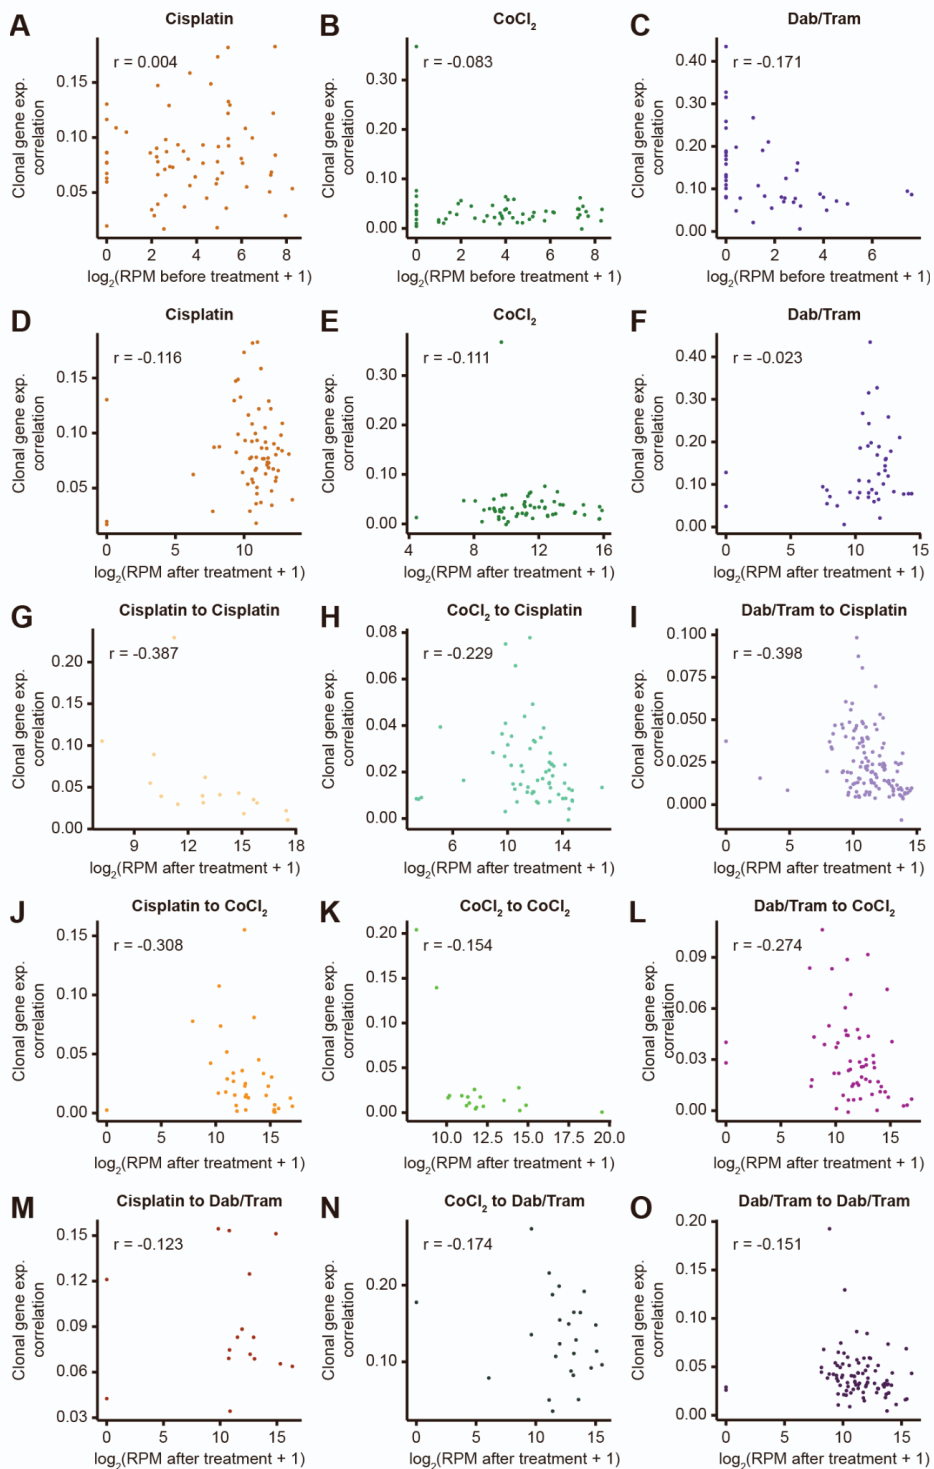 A
Cisplatin
r = 0.004
Clonal gene exp.
correlation
0.15
0.10
0.05
0
2
4
6
8
log2(RPM before treatment + 1)
B
CoCl2
r = -0.083
Clonal gene exp.
correlation
0.30
0.20
0.10
0.00
0
2
4
6
8
log2(RPM before treatment + 1)
C
Dab/Tram
r = -0.171
Clonal gene exp.
correlation
0.40
0.30
0.20
0.10
0.00
0
2
4
6
log2(RPM before treatment + 1)
D
Cisplatin
r = -0.116
Clonal gene exp.
correlation
0.15
0.10
0.05
0
5
10
log2(RPM after treatment + 1)
E
CoCl2
r = -0.111
Clonal gene exp.
correlation
0.30
0.20
0.10
0.00
4
8
12
16
log2(RPM after treatment + 1)
F
Dab/Tram
r = -0.023
Clonal gene exp.
correlation
0.40
0.30
0.20
0.10
0.00
0
5
10
15
log2(RPM after treatment + 1)
G
Cisplatin to Cisplatin
r = -0.387
Clonal gene exp.
correlation
0.20
0.15
0.10
0.05
0.00
9
12
15
18
log2(RPM after treatment + 1)
H
CoCl2 to Cisplatin
r = -0.229
Clonal gene exp.
correlation
0.08
0.06
0.04
0.02
0.00
6
10
14
18
log2(RPM after treatment + 1)
I
Dab/Tram to Cisplatin
r = -0.398
Clonal gene exp.
correlation
0.100
0.075
0.050
0.025
0.000
0
5
10
15
log2(RPM after treatment + 1)
J
Cisplatin to CoCl2
r = -0.308
Clonal gene exp.
correlation
0.15
0.10
0.05
0.00
0
5
10
15
log2(RPM after treatment + 1)
K
CoCl2 to CoCl2
r = -0.154
Clonal gene exp.
correlation
0.20
0.15
0.10
0.05
0.00
10.0
12.5
15.0
17.5
20.0
log2(RPM after treatment + 1)
L
Dab/Tram to CoCl2
r = -0.274
Clonal gene exp.
correlation
0.09
0.06
0.03
0.00
0
5
10
15
log2(RPM after treatment + 1)
M
Cisplatin to Dab/Tram
r = -0.123
Clonal gene exp.
correlation
0.15
0.12
0.09
0.06
0.03
0
5
10
15
log2(RPM after treatment + 1)
N
CoCl2 to Dab/Tram
r = -0.174
Clonal gene exp.
correlation
0.20
0.10
0
5
10
15
log2(RPM after treatment + 1)
O
Dab/Tram to Dab/Tram
r = -0.151
Clonal gene exp.
correlation
0.20
0.15
0.10
0.05
0.00
0
5
10
15
log2(RPM after treatment + 1)